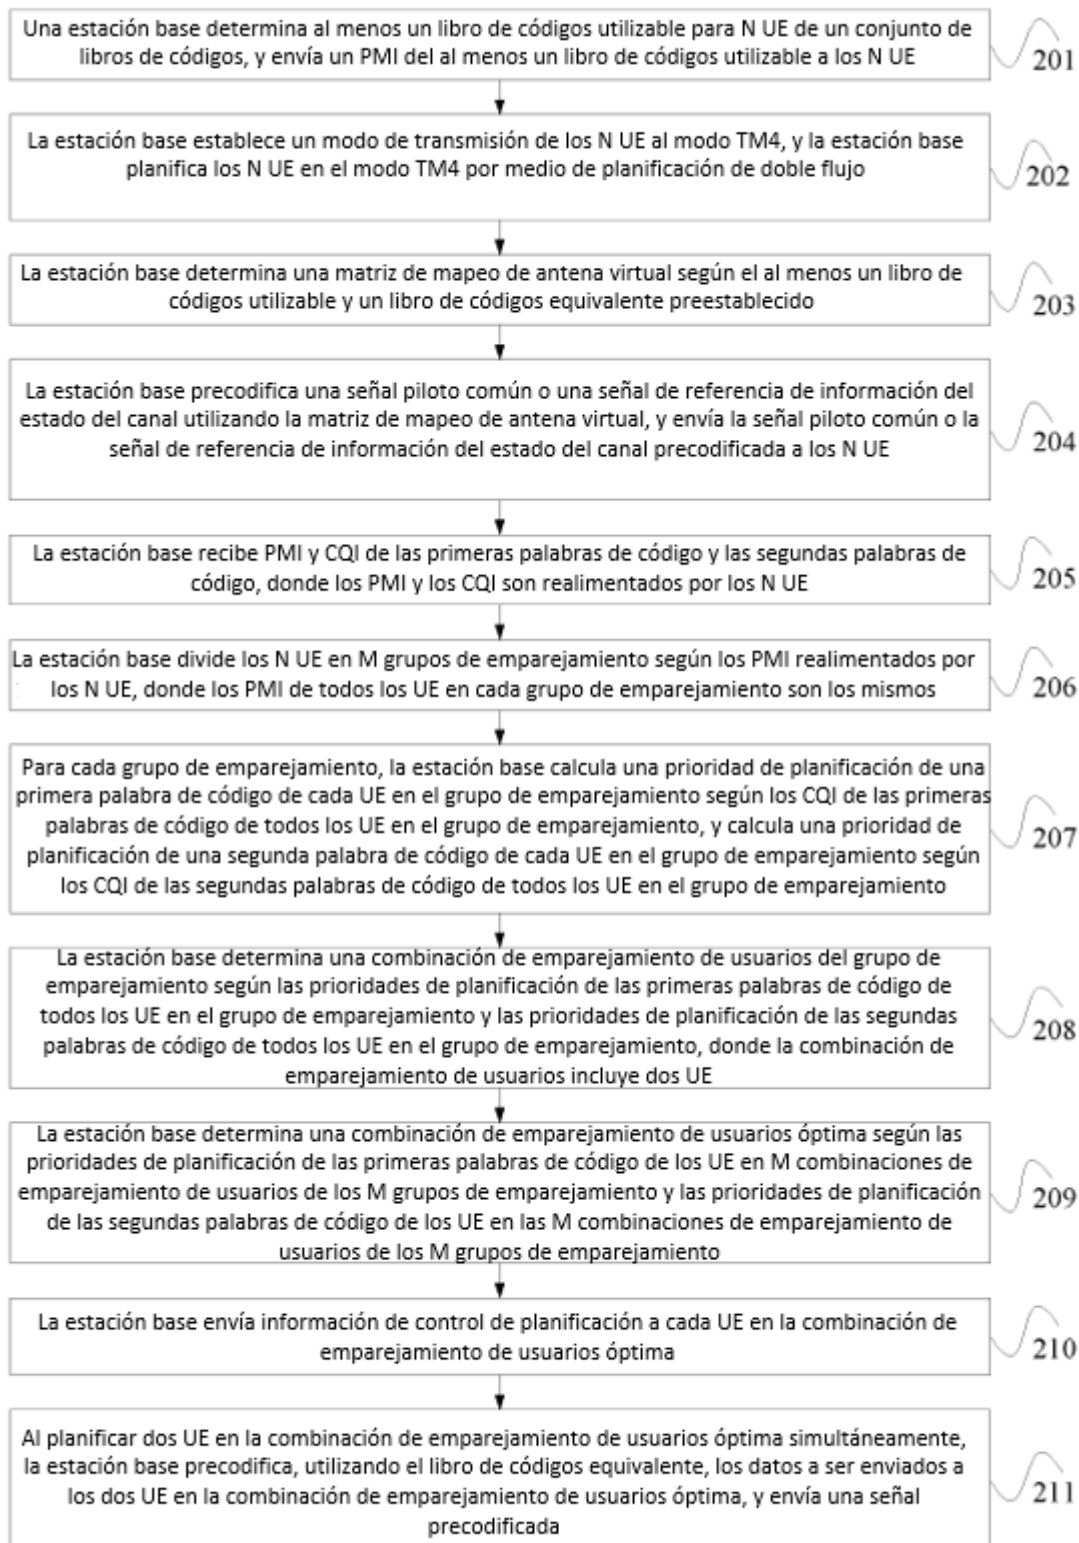 Una estación base determina al menos un libro de códigos utilizable para N UE de un conjunto de
libros de códigos, y envía un PMI del al menos un libro de códigos utilizable a los N UE
201
La estación base establece un modo de transmisión de los N UE al modo TM4, y la estación base
planifica los N UE en el modo TM4 por medio de planificación de doble flujo
202
La estación base determina una matriz de mapeo de antena virtual según el al menos un libro de
códigos utilizable y un libro de códigos equivalente preestablecido
203
La estación base precodifica una señal piloto común o una señal de referencia de información del
estado del canal utilizando la matriz de mapeo de antena virtual, y envía la señal piloto común o la
señal de referencia de información del estado del canal precodificada a los N UE
204
La estación base recibe PMI y CQI de las primeras palabras de código y las segundas palabras de
código, donde los PMI y los CQI son realimentados por los N UE
205
La estación base divide los N UE en M grupos de emparejamiento según los PMI realimentados por
los N UE, donde los PMI de todos los UE en cada grupo de emparejamiento son los mismos
206
Para cada grupo de emparejamiento, la estación base calcula una prioridad de planificación de una
primera palabra de código de cada UE en el grupo de emparejamiento según los CQI de las primeras
palabras de código de todos los UE en el grupo de emparejamiento, y calcula una prioridad de
planificación de una segunda palabra de código de cada UE en el grupo de emparejamiento según
los CQI de las segundas palabras de código de todos los UE en el grupo de emparejamiento
207
La estación base determina una combinación de emparejamiento de usuarios del grupo de
emparejamiento según las prioridades de planificación de las primeras palabras de código de
todos los UE en el grupo de emparejamiento y las prioridades de planificación de las segundas
palabras de código de todos los UE en el grupo de emparejamiento, donde la combinación de
emparejamiento de usuarios incluye dos UE
208
La estación base determina una combinación de emparejamiento de usuarios óptima según las
prioridades de planificación de las primeras palabras de código de los UE en M combinaciones de
emparejamiento de usuarios de los M grupos de emparejamiento y las prioridades de planificación
de las segundas palabras de código de los UE en las M combinaciones de emparejamiento de
usuarios de los M grupos de emparejamiento
209
La estación base envía información de control de planificación a cada UE en la combinación de
emparejamiento de usuarios óptima
210
Al planificar dos UE en la combinación de emparejamiento de usuarios óptima simultáneamente,
la estación base precodifica, utilizando el libro de códigos equivalente, los datos a ser enviados a
los dos UE en la combinación de emparejamiento de usuarios óptima, y envía una señal
precodificada
211